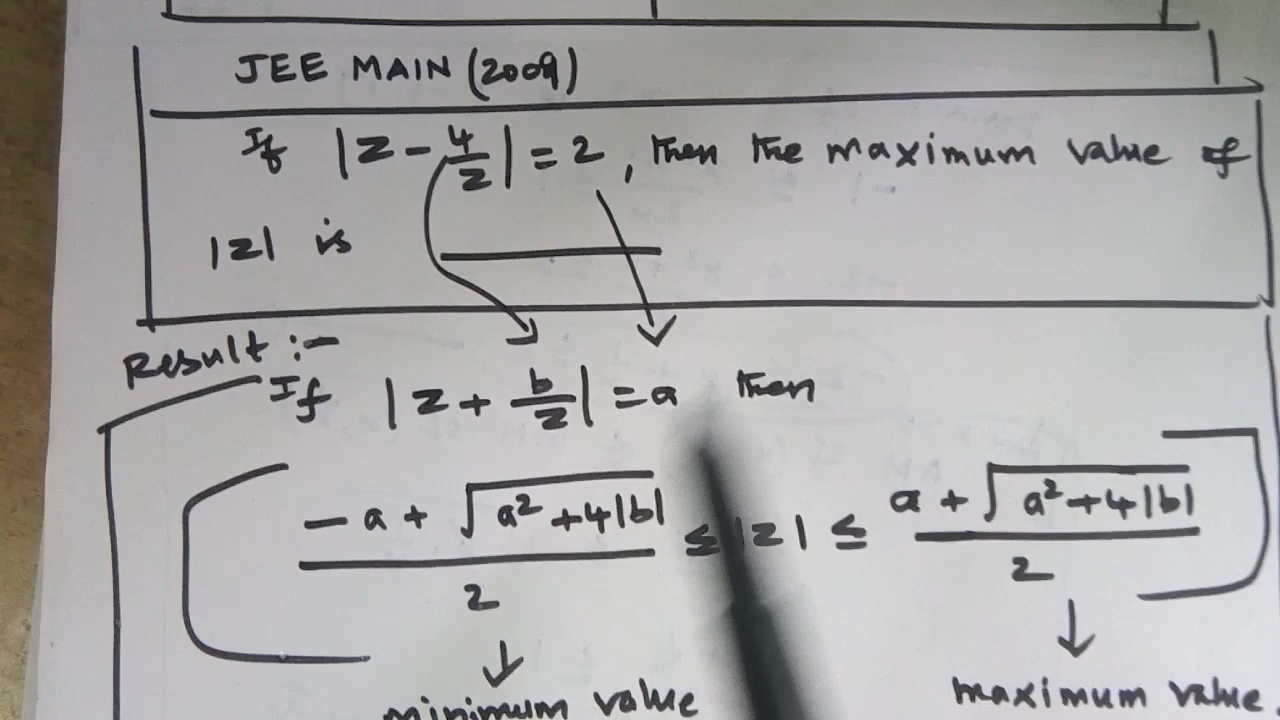 JEE MAIN (2009)
If |z - 4/z| = 2, then the maximum value of
|z| is
Result :-
If |z + b/z| = a then
(-a + √(a² + 4|b|))/2 ≤ |z| ≤ (a + √(a² + 4|b|))/2
minimum value maximum value